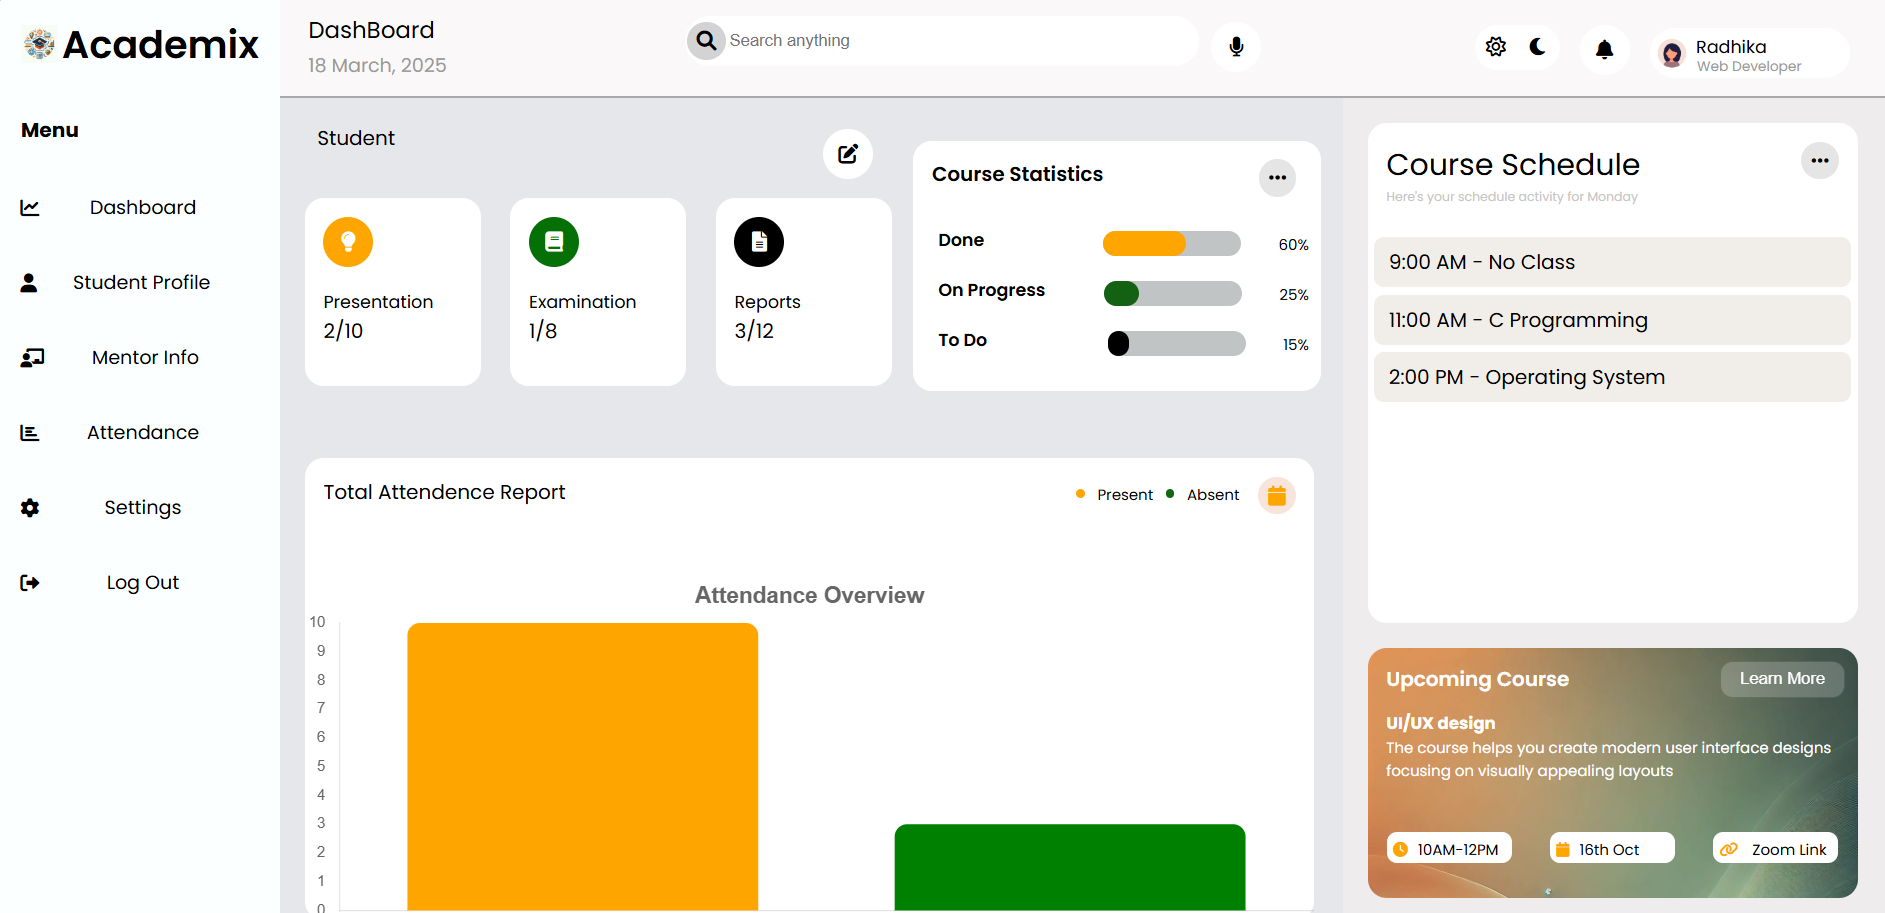 Academix
Menu
Dashboard
Student Profile
Mentor Info
Attendance
Settings
Log Out
DashBoard
18 March, 2025
Search anything
Radhika
Web Developer
Student
Presentation
2/10
Examination
1/8
Reports
3/12
Course Statistics
Done 60%
On Progress 25%
To Do 15%
Total Attendence Report
Present Absent
Attendance Overview
10
9
8
7
6
5
4
3
2
1
0
Course Schedule
Here's your schedule activity for Monday
9:00 AM - No Class
11:00 AM - C Programming
2:00 PM - Operating System
Upcoming Course
Learn More
UI/UX design
The course helps you create modern user interface designs
focusing on visually appealing layouts
10AM-12PM
16th Oct
Zoom Link